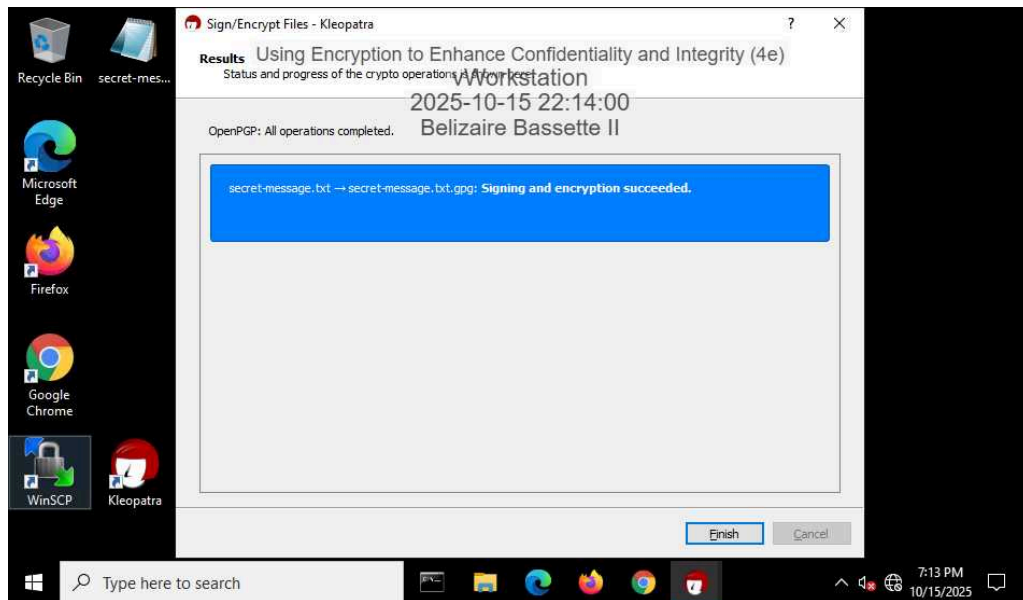 Sign/Encrypt Files - Kleopatra
Results
Using Encryption to Enhance Confidentiality and Integrity (4e)
Status and progress of the crypto operations is shown here.
vWorkstation
2025-10-15 22:14:00
OpenPGP: All operations completed.
Belizaire Bassette II
secret-message.txt → secret-message.txt.gpg: Signing and encryption succeeded.
Finish
Cancel
Recycle Bin
secret-mes...
Microsoft
Edge
Firefox
Google
Chrome
WinSCP
Kleopatra
Type here to search
7:13 PM
10/15/2025